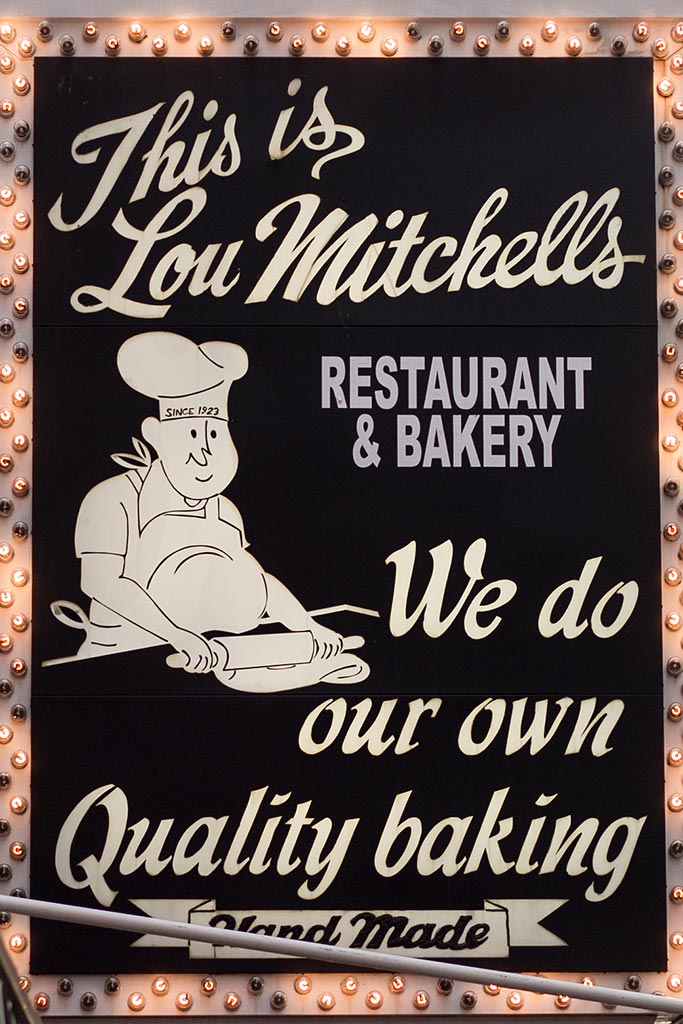 This is
Lou Mitchells
SINCE 1923
RESTAURANT
& BAKERY
We do
our own
Quality baking
Hand Made